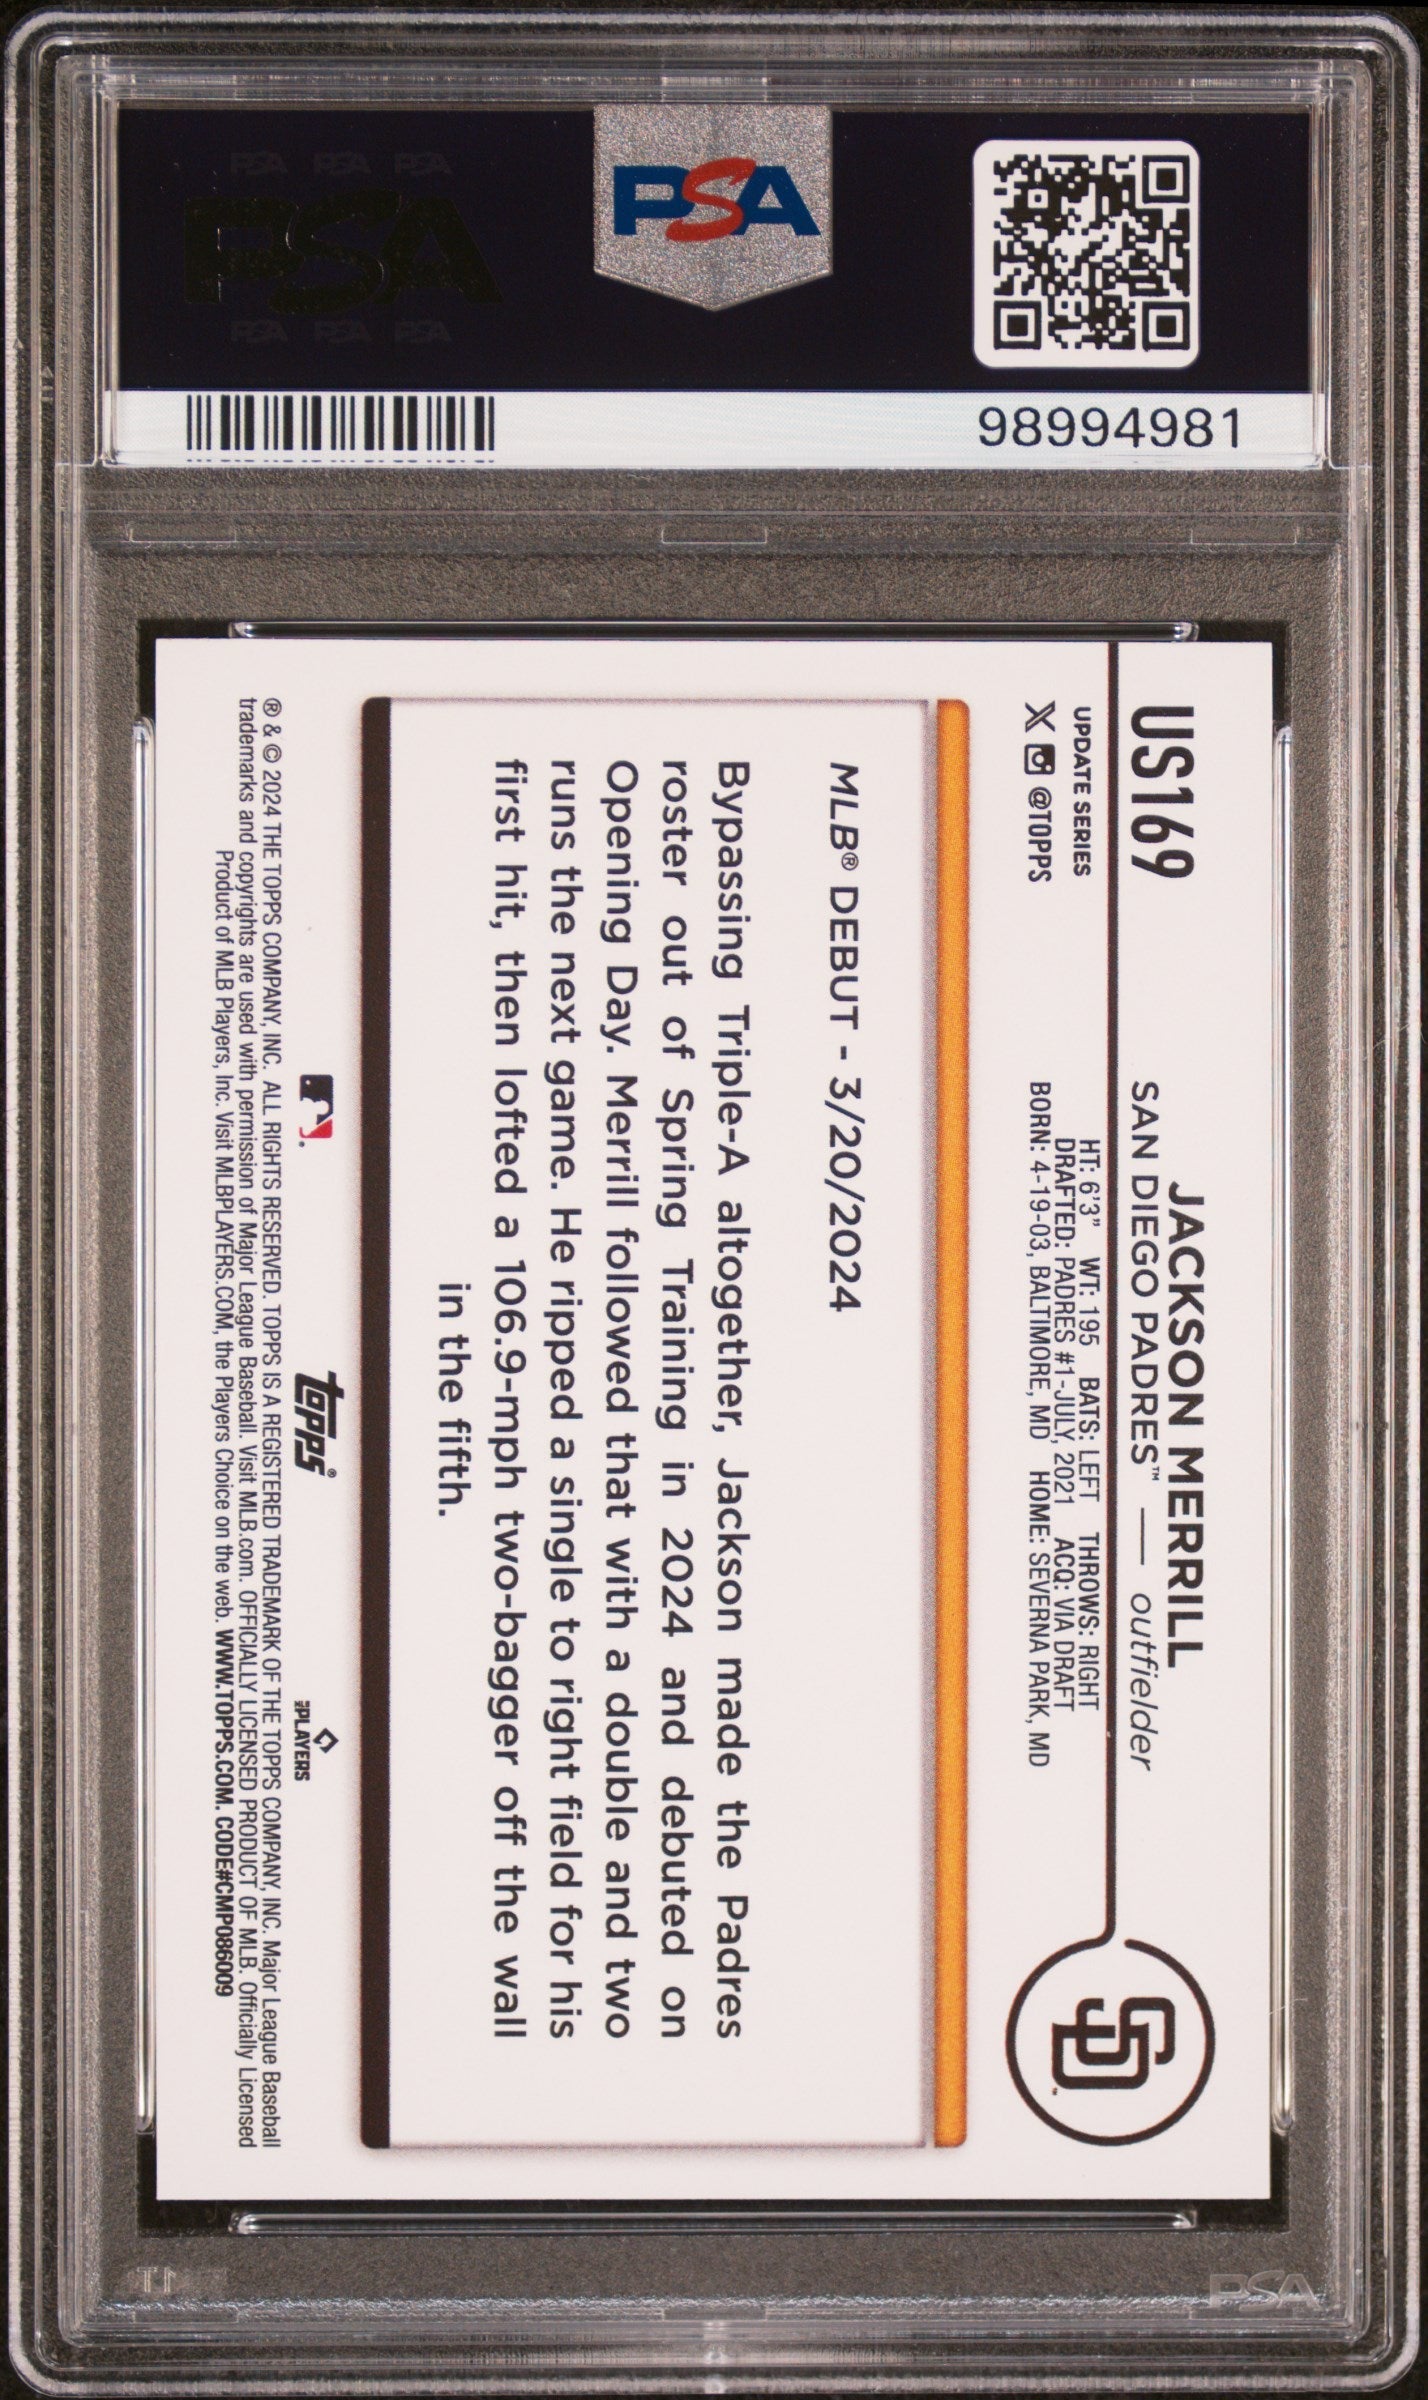 PSA PSA PSA
PSA
PSA PSA PSA
PSA
98994981
US169
JACKSON MERRILL
SAN DIEGO PADRES™ — outfielder
UPDATE SERIES
@TOPPS
HT: 6'3" WT: 195 BATS: LEFT THROWS: RIGHT
DRAFTED: PADRES #1-JULY, 2021 ACQ: VIA DRAFT
BORN: 4-19-03, BALTIMORE, MD HOME: SEVERNA PARK, MD
SD
MLB® DEBUT - 3/20/2024
Bypassing Triple-A altogether, Jackson made the Padres
roster out of Spring Training in 2024 and debuted on
Opening Day. Merrill followed that with a double and two
runs the next game. He ripped a single to right field for his
first hit, then lofted a 106.9-mph two-bagger off the wall
in the fifth.
topps®
PLAYERS
® & © 2024 THE TOPPS COMPANY, INC. ALL RIGHTS RESERVED. TOPPS IS A REGISTERED TRADEMARK OF THE TOPPS COMPANY, INC. Major League Baseball
trademarks and copyrights are used with permission of Major League Baseball. Visit MLB.com. OFFICIALLY LICENSED PRODUCT OF MLB. Officially Licensed
Product of MLB Players, Inc. Visit MLBPLAYERS.COM, the Players Choice on the web. WWW.TOPPS.COM. CODE#CMP086009
PSA